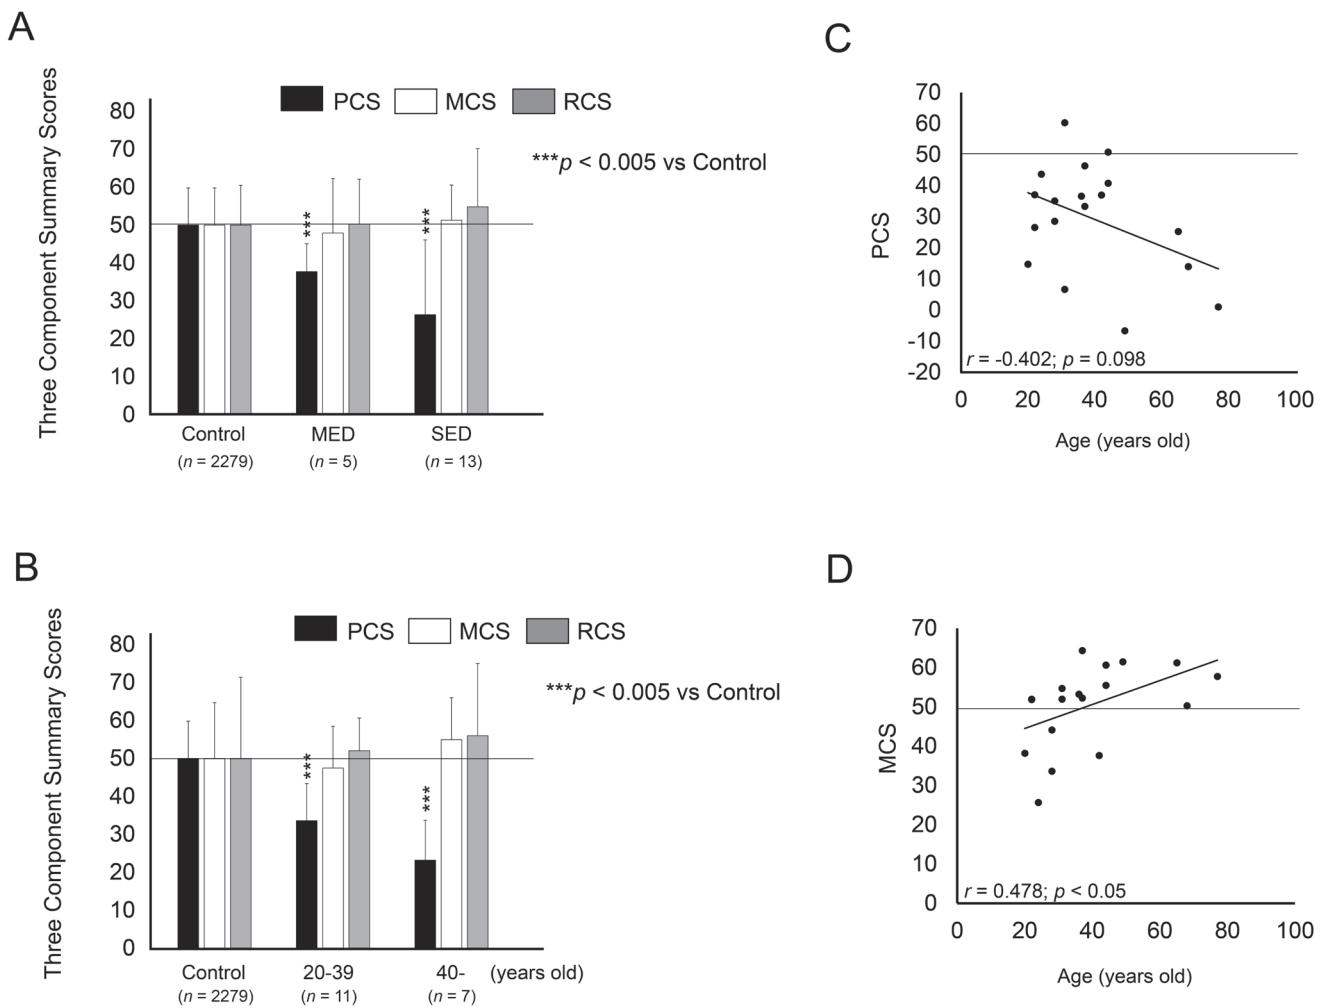 A
Three Component Summary Scores
PCS MCS RCS
***p < 0.005 vs Control
80
70
60
50
40
30
20
10
0
***
***
Control MED SED
(n = 2279) (n = 5) (n = 13)
B
Three Component Summary Scores
PCS MCS RCS
***p < 0.005 vs Control
80
70
60
50
40
30
20
10
0
***
***
Control 20-39 40- (years old)
(n = 2279) (n = 11) (n = 7)
C
PCS
70
60
50
40
30
20
10
0
-10
-20
r = -0.402; p = 0.098
0 20 40 60 80 100
Age (years old)
D
MCS
70
60
50
40
30
20
10
0
r = 0.478; p < 0.05
0 20 40 60 80 100
Age (years old)